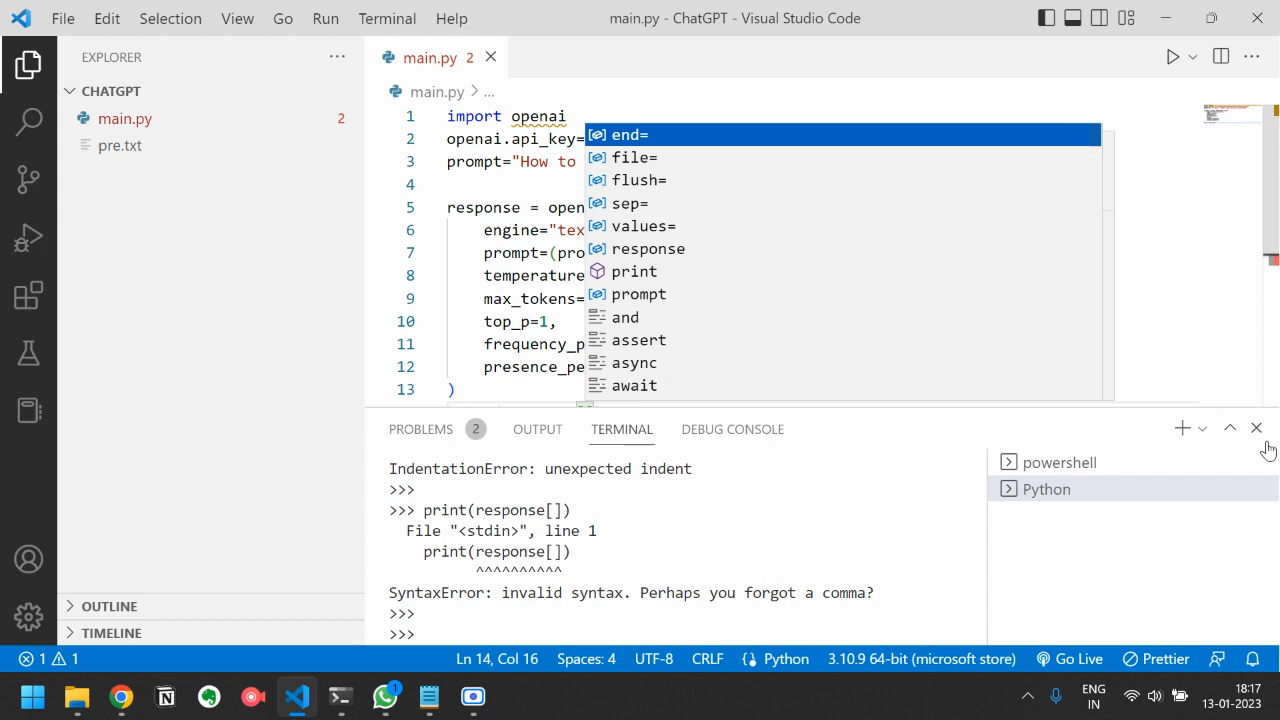 File Edit Selection View Go Run Terminal Help
main.py - ChatGPT - Visual Studio Code
EXPLORER
CHATGPT
main.py 2
pre.txt
OUTLINE
TIMELINE
main.py 2
main.py > ...
1 import openai
2 openai.api_key=
3 prompt="How to
4
5 response = open
6 engine="tex
7 prompt=(pro
8 temperature
9 max_tokens=
10 top_p=1,
11 frequency_p
12 presence_pe
13 )
end=
file=
flush=
sep=
values=
response
print
prompt
and
assert
async
await
PROBLEMS 2 OUTPUT TERMINAL DEBUG CONSOLE
IndentationError: unexpected indent
>>>
>>> print(response[])
File "<stdin>", line 1
print(response[])
^^^^^^^^^^
SyntaxError: invalid syntax. Perhaps you forgot a comma?
>>>
>>>
powershell
Python
1 1 Ln 14, Col 16 Spaces: 4 UTF-8 CRLF Python 3.10.9 64-bit (microsoft store) Go Live Prettier
1
ENG
IN
18:17
13-01-2023